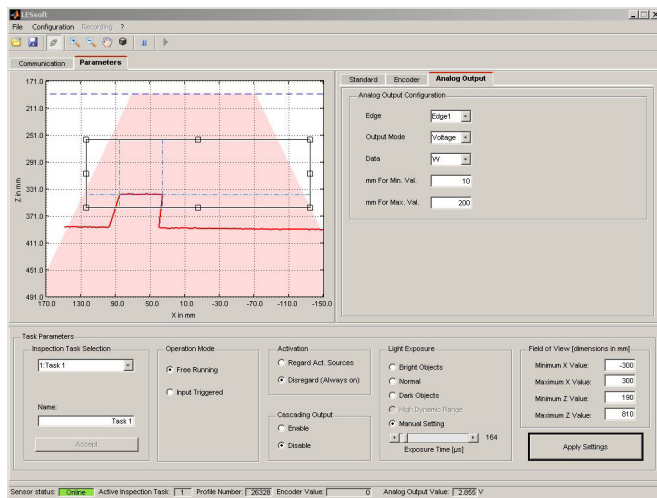 LESsoft
File Configuration Recording ?
Communication Parameters
171.0
211.0
251.0
291.0
331.0
371.0
411.0
451.0
491.0
Z in mm
170.0 130.0 90.0 50.0 10.0 -30.0 -70.0 -110.0 -150.0
X in mm
Standard Encoder Analog Output
Analog Output Configuration
Edge Edge1
Output Mode Voltage
Data W
mm For Min. Val. 10
mm For Max. Val. 200
Task Parameters
Inspection Task Selection
1:Task 1
Name:
Task 1
Accept
Operation Mode
Free Running
Input Triggered
Activation
Regard Act. Sources
Disregard (Always on)
Cascading Output
Enable
Disable
Light Exposure
Bright Objects
Normal
Dark Objects
High Dynamic Range
Manual Setting
164
Exposure Time [µs]
Field of View [dimensions in mm]
Minimum X Value: -300
Maximum X Value: 300
Minimum Z Value: 190
Maximum Z Value: 810
Apply Settings
Sensor status: Online Active Inspection Task: 1 Profile Number: 26328 Encoder Value: 0 Analog Output Value: 2.855 V